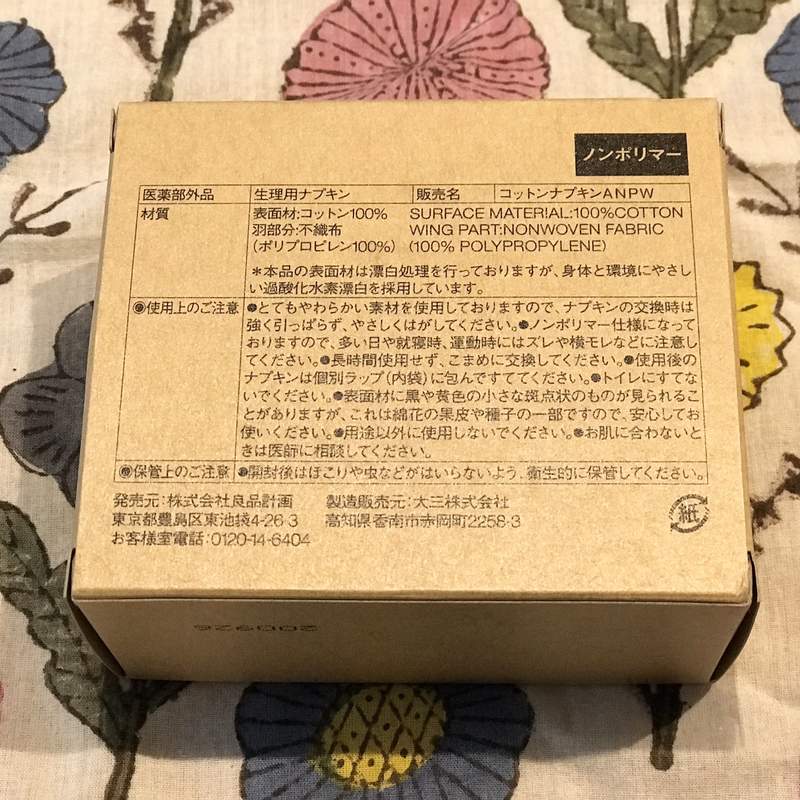 ノンポリマー
医薬部外品 生理用ナプキン 販売名 コットンナプキンANPW
材質 表面材:コットン100% SURFACE MATERIAL:100%COTTON
羽部分:不織布 WING PART:NONWOVEN FABRIC
(ポリプロピレン100%) (100% POLYPROPYLENE)
＊本品の表面材は漂白処理を行っておりますが、身体と環境にやさし
い過酸化水素漂白を採用しています。
●使用上のご注意 ●とてもやわらかい素材を使用しておりますので、ナプキンの交換時は
強く引っぱらず、やさしくはがしてください。●ノンポリマー仕様になって
おりますので、多い日や就寝時、運動時にはズレや横モレなどに注意し
てください。●長時間使用せず、こまめに交換してください。●使用後の
ナプキンは個別ラップ(内袋)に包んですててください。●トイレにすてな
いでください。●表面材に黒や黄色の小さな斑点状のものが見られるこ
とがありますが、これは綿花の果皮や種子の一部ですので、安心してお
使いください。●用途以外に使用しないでください。●お肌に合わないと
きは医師に相談してください。
●保管上のご注意 ●開封後はほこりや虫などがはいらないよう、衛生的に保管してください。
発売元:株式会社良品計画 製造販売元:大三株式会社
東京都豊島区東池袋4-26-3 高知県香南市赤岡町2258-3
お客様室電話:0120-14-6404
紙
200926